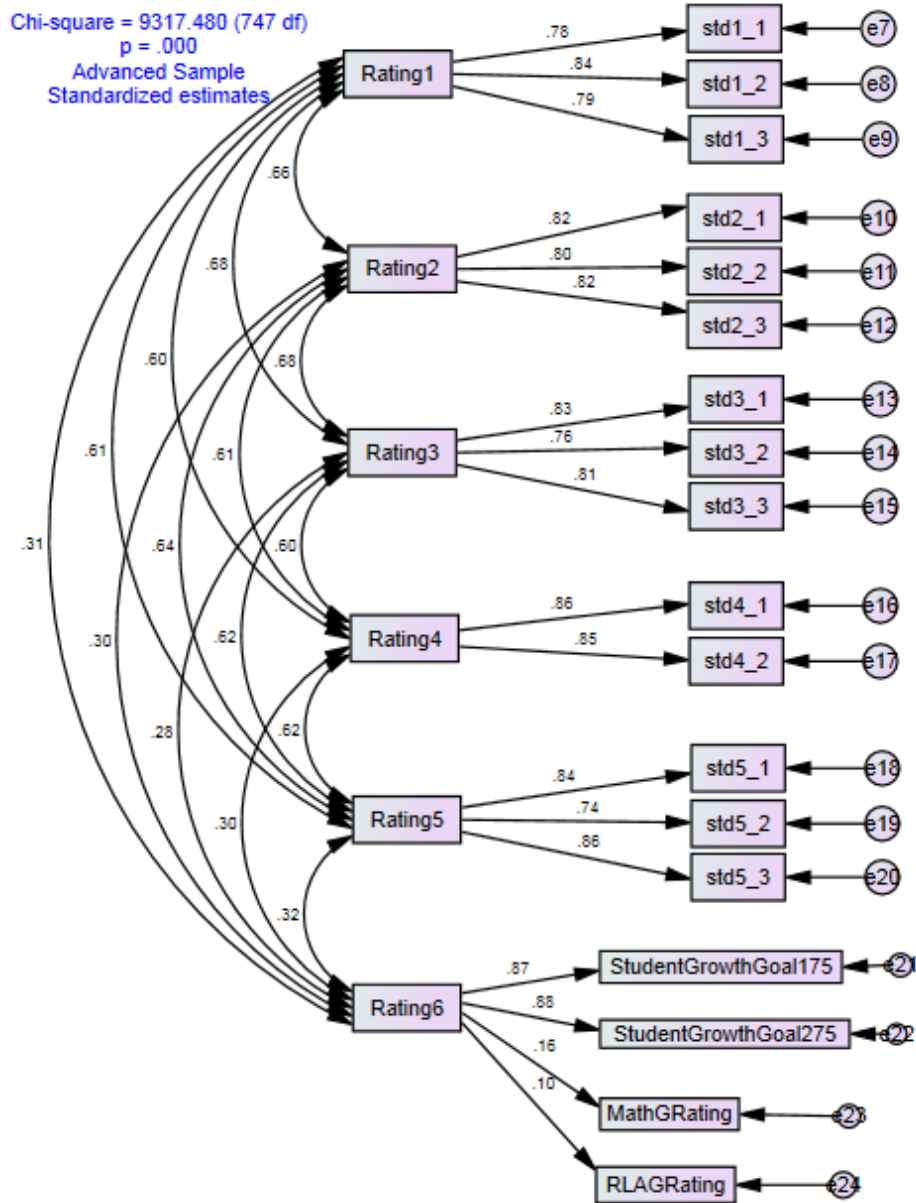 Chi-square = 9317.480 (747 df)
p = .000
Advanced Sample
Standardized estimates
Rating1
.78
std1_1
e7
.84
std1_2
e8
.79
std1_3
e9
.66
Rating2
.82
std2_1
e10
.80
std2_2
e11
.82
std2_3
e12
.68
.68
Rating3
.83
std3_1
e13
.76
std3_2
e14
.81
std3_3
e15
.60
.61
.60
.61
.31
.64
Rating4
.86
std4_1
e16
.85
std4_2
e17
.30
.62
.28
.62
Rating5
.84
std5_1
e18
.74
std5_2
e19
.86
std5_3
e20
.30
.32
Rating6
.87
StudentGrowthGoal175
e21
.88
StudentGrowthGoal275
e22
.16
MathGRating
e23
.10
RLAGRating
e24